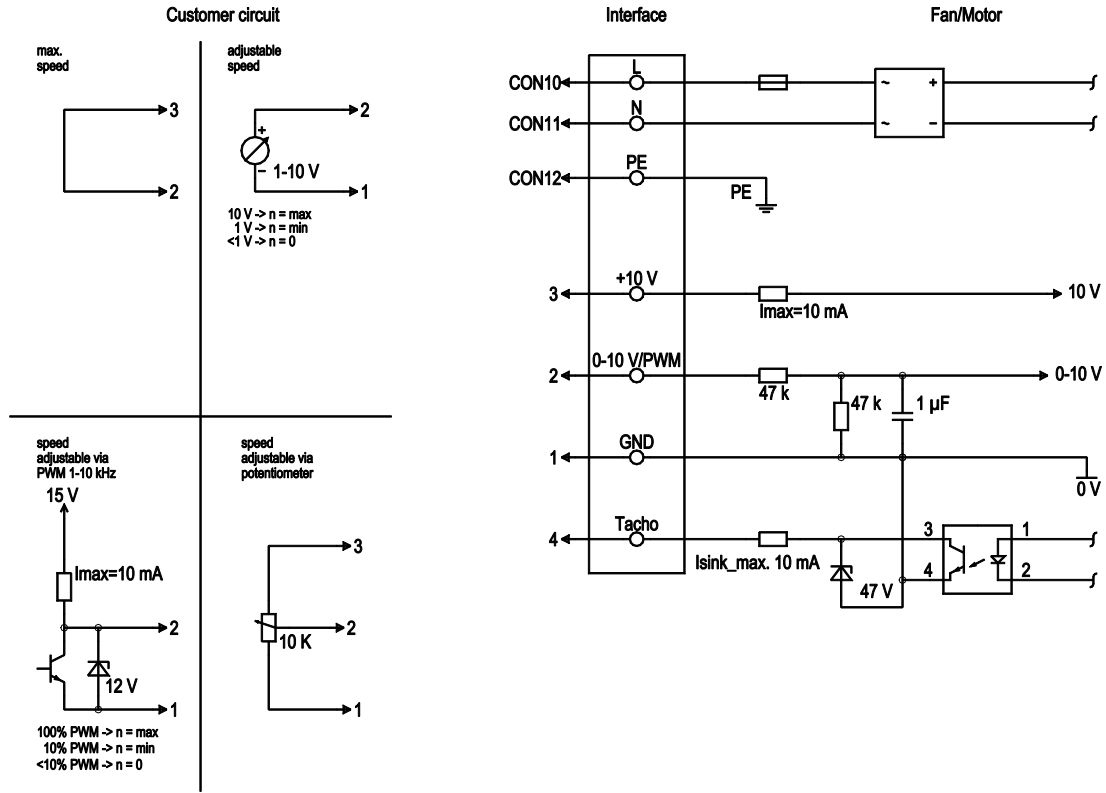 Customer circuit
Interface
Fan/Motor
max.
speed
3
2
adjustable
speed
2
+
− 1-10 V
1
10 V -> n = max
1 V -> n = min
<1 V -> n = 0
speed
adjustable via
PWM 1-10 kHz
15 V
Imax=10 mA
2
12 V
1
100% PWM -> n = max
10% PWM -> n = min
<10% PWM -> n = 0
speed
adjustable via
potentiometer
3
2
10 K
1
L
CON10
~ +
N
CON11
~ −
PE
CON12
PE
+10 V
3
10 V
Imax=10 mA
0-10 V/PWM
2
0-10 V
47 k
47 k
1 µF
GND
1
0 V
Tacho
4
3
1
Isink_max. 10 mA
4
2
47 V